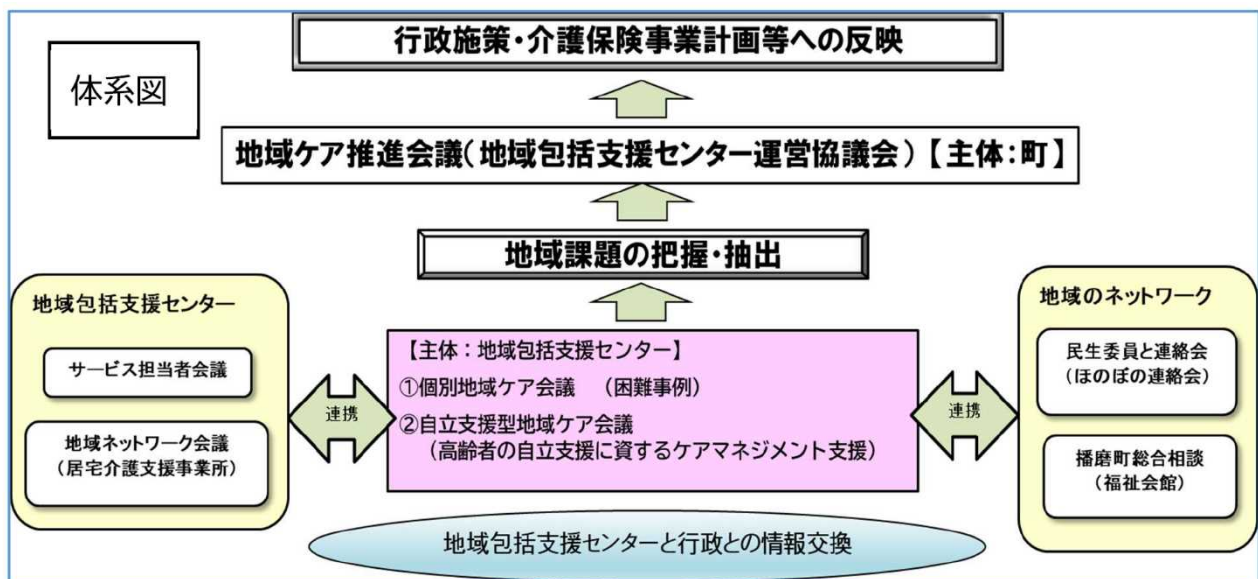 行政施策・介護保険事業計画等への反映
体系図
地域ケア推進会議(地域包括支援センター運営協議会)【主体:町】
地域課題の把握・抽出
地域包括支援センター
サービス担当者会議
地域ネットワーク会議
(居宅介護支援事業所)
連携
【主体:地域包括支援センター】
①個別地域ケア会議 (困難事例)
②自立支援型地域ケア会議
(高齢者の自立支援に資するケアマネジメント支援)
連携
地域のネットワーク
民生委員と連絡会
(ほのぼの連絡会)
播磨町総合相談
(福祉会館)
地域包括支援センターと行政との情報交換